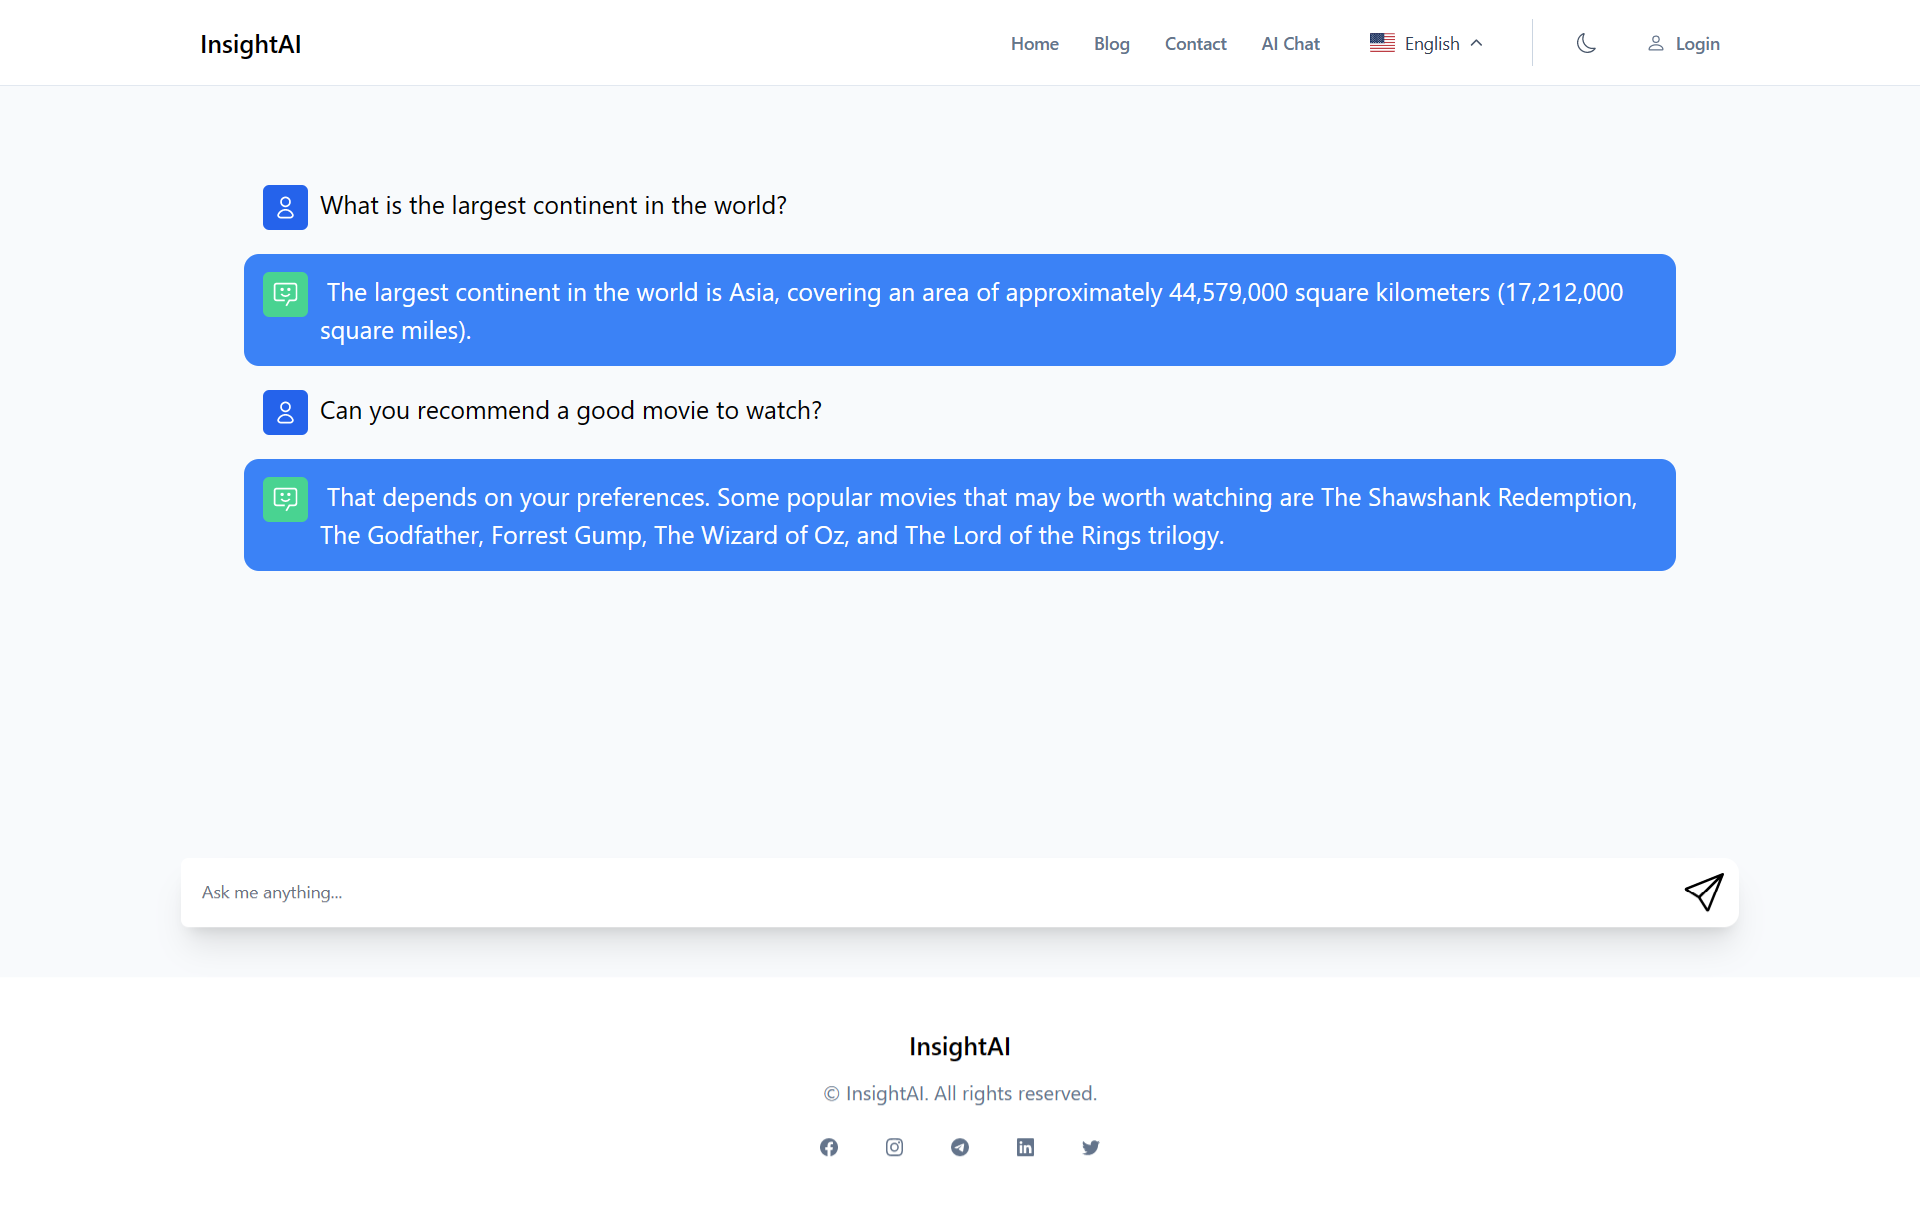 InsightAI
Home Blog Contact AI Chat English Login
What is the largest continent in the world?
The largest continent in the world is Asia, covering an area of approximately 44,579,000 square kilometers (17,212,000
square miles).
Can you recommend a good movie to watch?
That depends on your preferences. Some popular movies that may be worth watching are The Shawshank Redemption,
The Godfather, Forrest Gump, The Wizard of Oz, and The Lord of the Rings trilogy.
Ask me anything...
InsightAI
© InsightAI. All rights reserved.